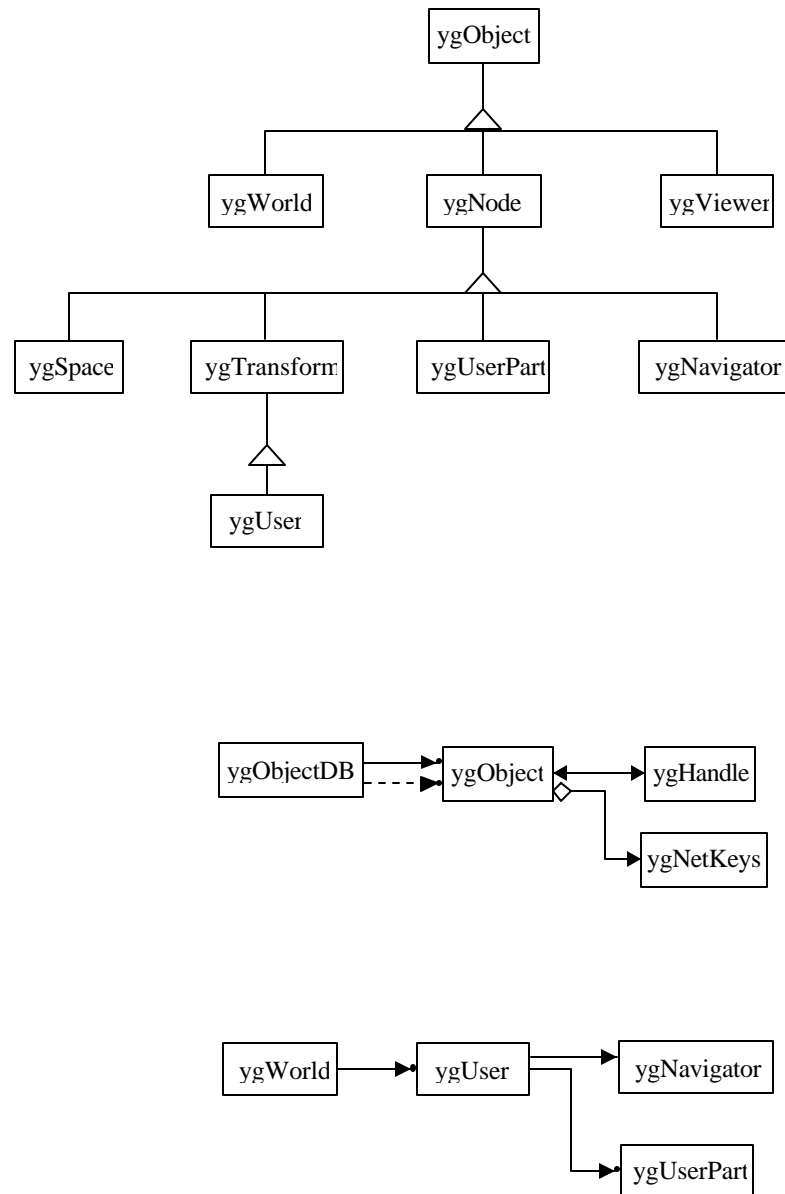 ygObject
ygWorld
ygNode
ygViewer
ygSpace
ygTransform
ygUserPart
ygNavigator
ygUser
ygObjectDB
ygObject
ygHandle
ygNetKeys
ygWorld
ygUser
ygNavigator
ygUserPart